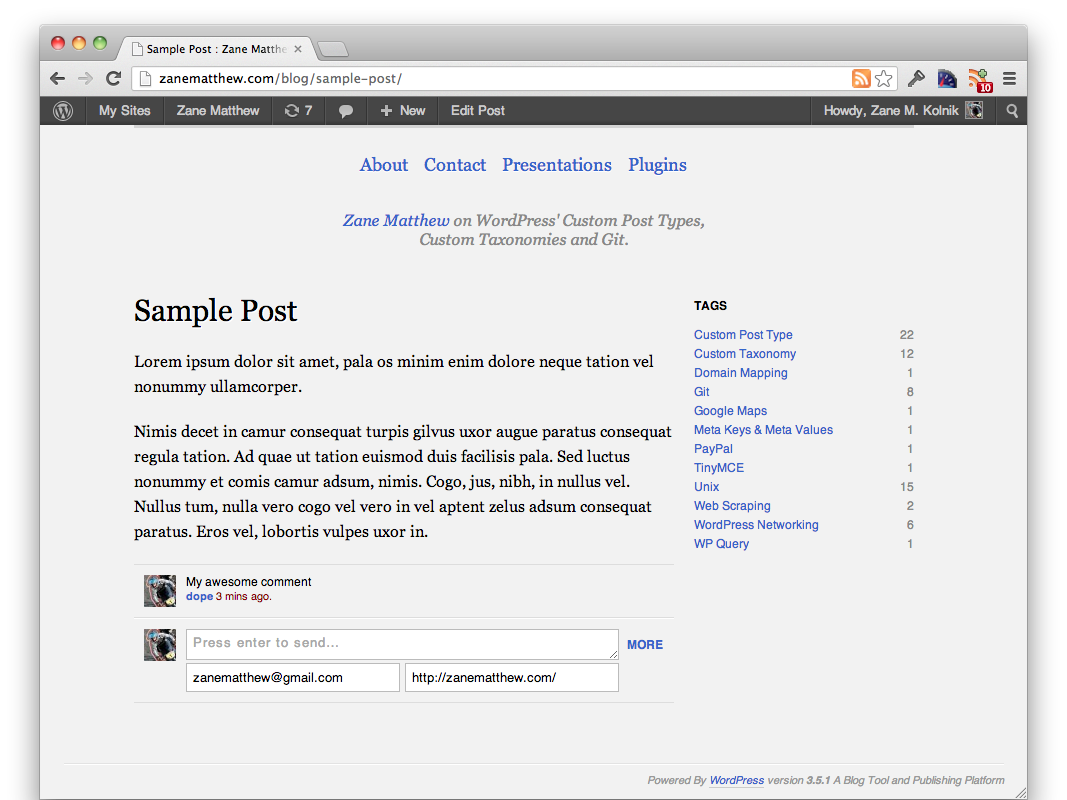 Sample Post : Zane Matthe
zanematthew.com/blog/sample-post/
10
My Sites Zane Matthew 7 + New Edit Post Howdy, Zane M. Kolnik
About Contact Presentations Plugins
Zane Matthew on WordPress' Custom Post Types,
Custom Taxonomies and Git.
Sample Post
Lorem ipsum dolor sit amet, pala os minim enim dolore neque tation vel
nonummy ullamcorper.
Nimis decet in camur consequat turpis gilvus uxor augue paratus consequat
regula tation. Ad quae ut tation euismod duis facilisis pala. Sed luctus
nonummy et comis camur adsum, nimis. Cogo, jus, nibh, in nullus vel.
Nullus tum, nulla vero cogo vel vero in vel aptent zelus adsum consequat
paratus. Eros vel, lobortis vulpes uxor in.
My awesome comment
dope 3 mins ago.
Press enter to send...
MORE
zanematthew@gmail.com http://zanematthew.com/
TAGS
Custom Post Type 22
Custom Taxonomy 12
Domain Mapping 1
Git 8
Google Maps 1
Meta Keys & Meta Values 1
PayPal 1
TinyMCE 1
Unix 15
Web Scraping 2
WordPress Networking 6
WP Query 1
Powered By WordPress version 3.5.1 A Blog Tool and Publishing Platform